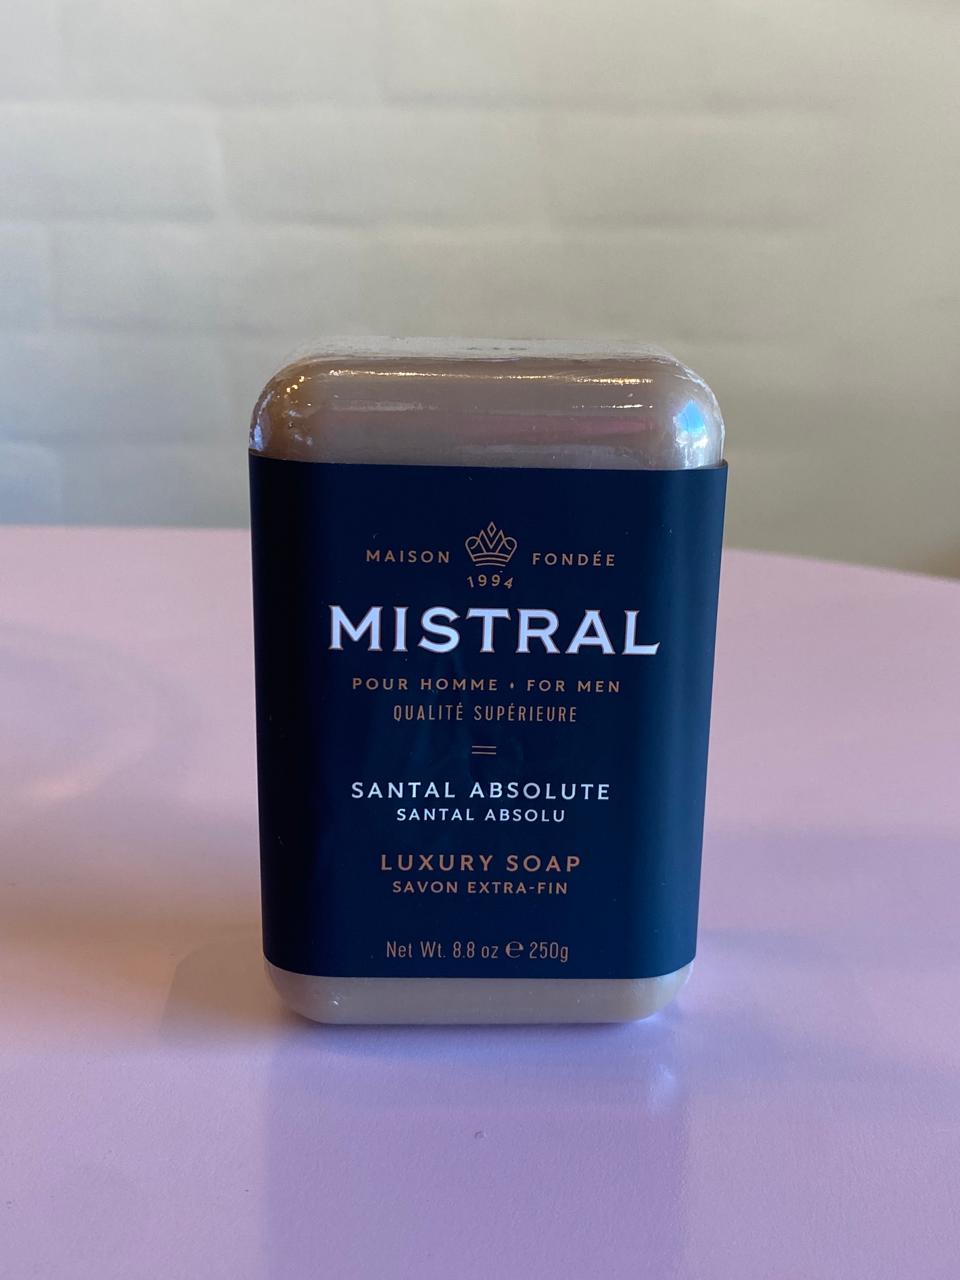 MAISON FONDÉE
1994
MISTRAL
POUR HOMME • FOR MEN
QUALITÉ SUPÉRIEURE
SANTAL ABSOLUTE
SANTAL ABSOLU
LUXURY SOAP
SAVON EXTRA-FIN
Net Wt. 8.8 oz ℮ 250g